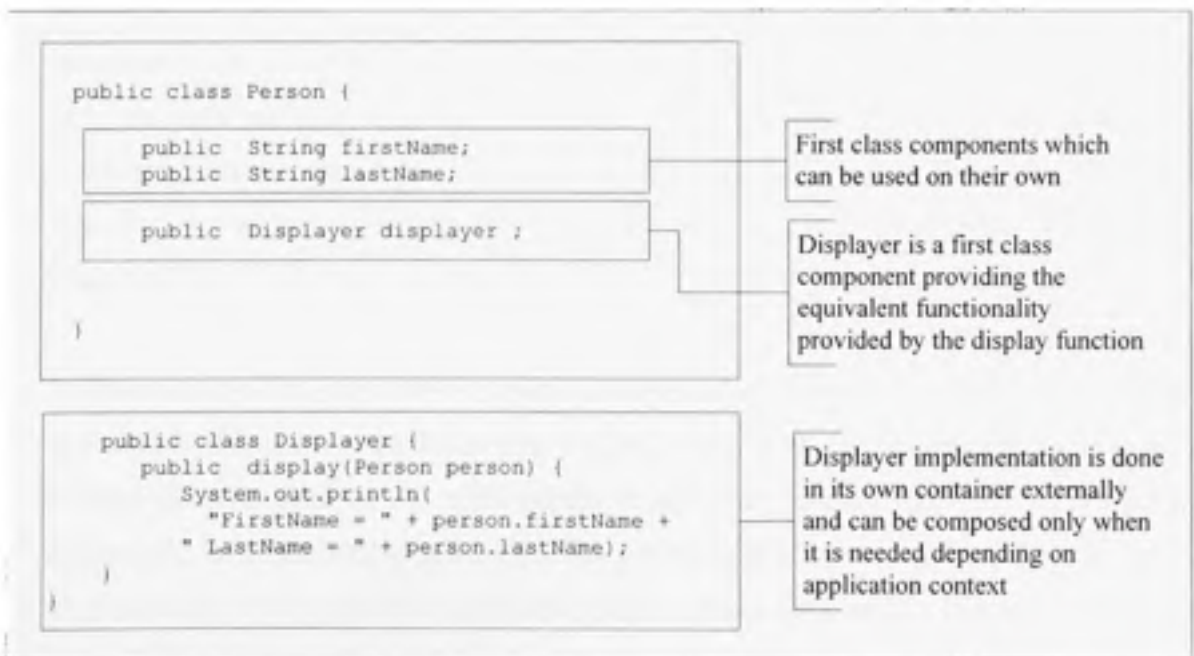 public class Person {
public String firstName;
public String lastName;
public Displayer displayer ;
}
First class components which
can be used on their own
Displayer is a first class
component providing the
equivalent functionality
provided by the display function
public class Displayer {
public display(Person person) {
System.out.println(
"FirstName = " + person.firstName +
" LastName = " + person.lastName);
}
}
Displayer implementation is done
in its own container externally
and can be composed only when
it is needed depending on
application context